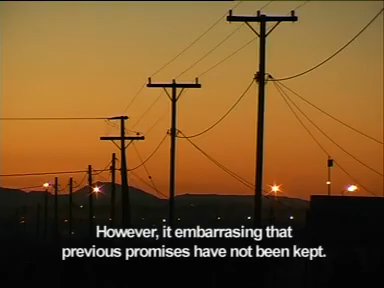 However, it embarrasing that
previous promises have not been kept.